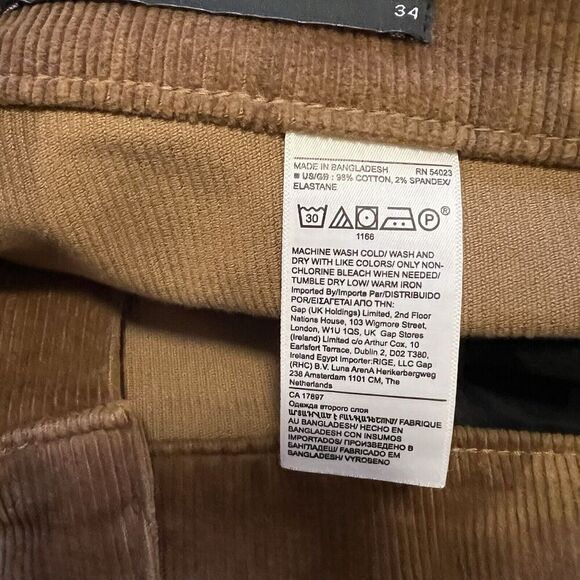 34
MADE IN BANGLADESH RN 54023
US/GB : 98% COTTON, 2% SPANDEX/
ELASTANE
30 P ®
1166
MACHINE WASH COLD/ WASH AND
DRY WITH LIKE COLORS/ ONLY NON-
CHLORINE BLEACH WHEN NEEDED/
TUMBLE DRY LOW/ WARM IRON
Imported By/Importe Par/DISTRIBUIDO
POR/ΕΙΣΑΓΕΤΑΙ ΑΠΟ ΤΗΝ:
Gap (UK Holdings) Limited, 2nd Floor
Nations House, 103 Wigmore Street,
London, W1U 1QS, UK Gap Stores
(Ireland) Limited c/o Arthur Cox, 10
Earlsfort Terrace, Dublin 2, D02 T380,
Ireland Egypt Importer:RIGE, LLC Gap
(RHC) B.V. Luna ArenA Herikerbergweg
238 Amsterdam 1101 CM, The
Netherlands
CA 17897
Одежда второго слоя
FABRIQUE
AU BANGLADESH/ HECHO EN
BANGLADESH CON INSUMOS
IMPORTADOS/ ПРОИЗВЕДЕНО В
БАНГЛАДЕШ/ FABRICADO EM
BANGLADESH/ VYROBENO